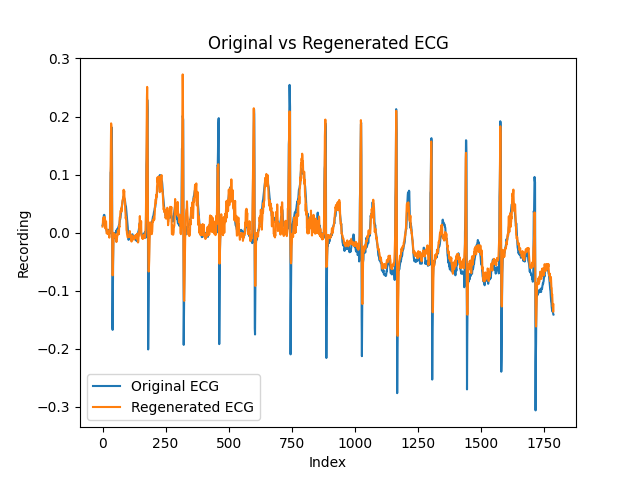 Original vs Regenerated ECG
0.3
0.2
0.1
0.0
−0.1
−0.2
−0.3
Recording
Original ECG
Regenerated ECG
0 250 500 750 1000 1250 1500 1750
Index